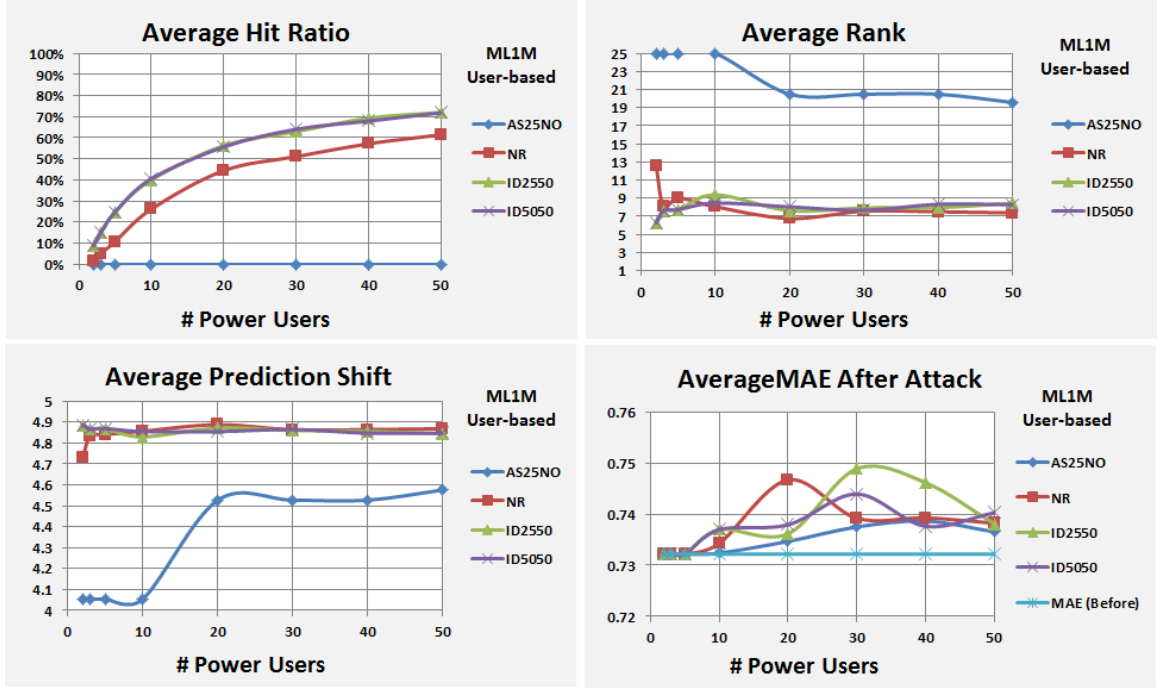 Average Hit Ratio
ML1M
User-based
100%
90%
80%
70%
60%
50%
40%
30%
20%
10%
0%
0 10 20 30 40 50
# Power Users
AS25NO
NR
ID2550
ID5050
Average Rank
ML1M
User-based
25
23
21
19
17
15
13
11
9
7
5
3
1
0 10 20 30 40 50
# Power Users
AS25NO
NR
ID2550
ID5050
Average Prediction Shift
ML1M
User-based
5
4.9
4.8
4.7
4.6
4.5
4.4
4.3
4.2
4.1
4
0 10 20 30 40 50
# Power Users
AS25NO
NR
ID2550
ID5050
AverageMAE After Attack
ML1M
User-based
0.76
0.75
0.74
0.73
0.72
0 10 20 30 40 50
# Power Users
AS25NO
NR
ID2550
ID5050
MAE (Before)